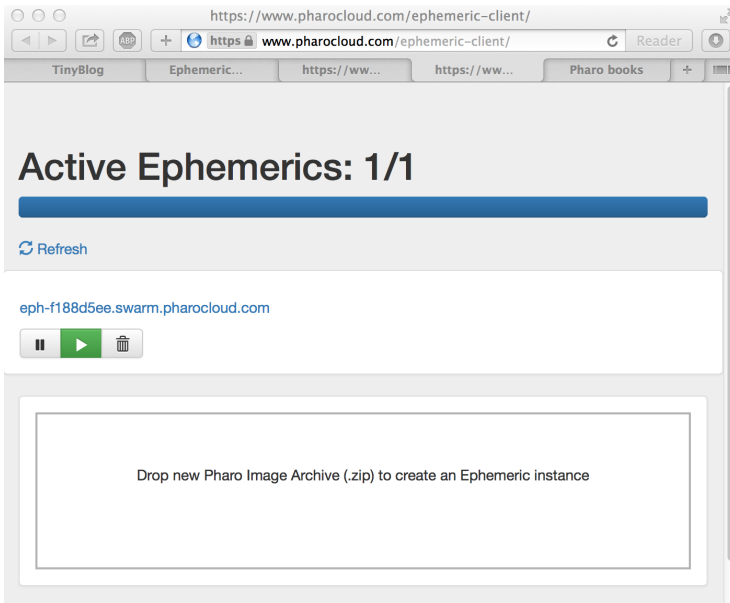 https://www.pharocloud.com/ephemeric-client/
ABP
https www.pharocloud.com/ephemeric-client/
Reader
TinyBlog
Ephemeric...
https://ww...
https://ww...
Pharo books
Active Ephemerics: 1/1
Refresh
eph-f188d5ee.swarm.pharocloud.com
Drop new Pharo Image Archive (.zip) to create an Ephemeric instance